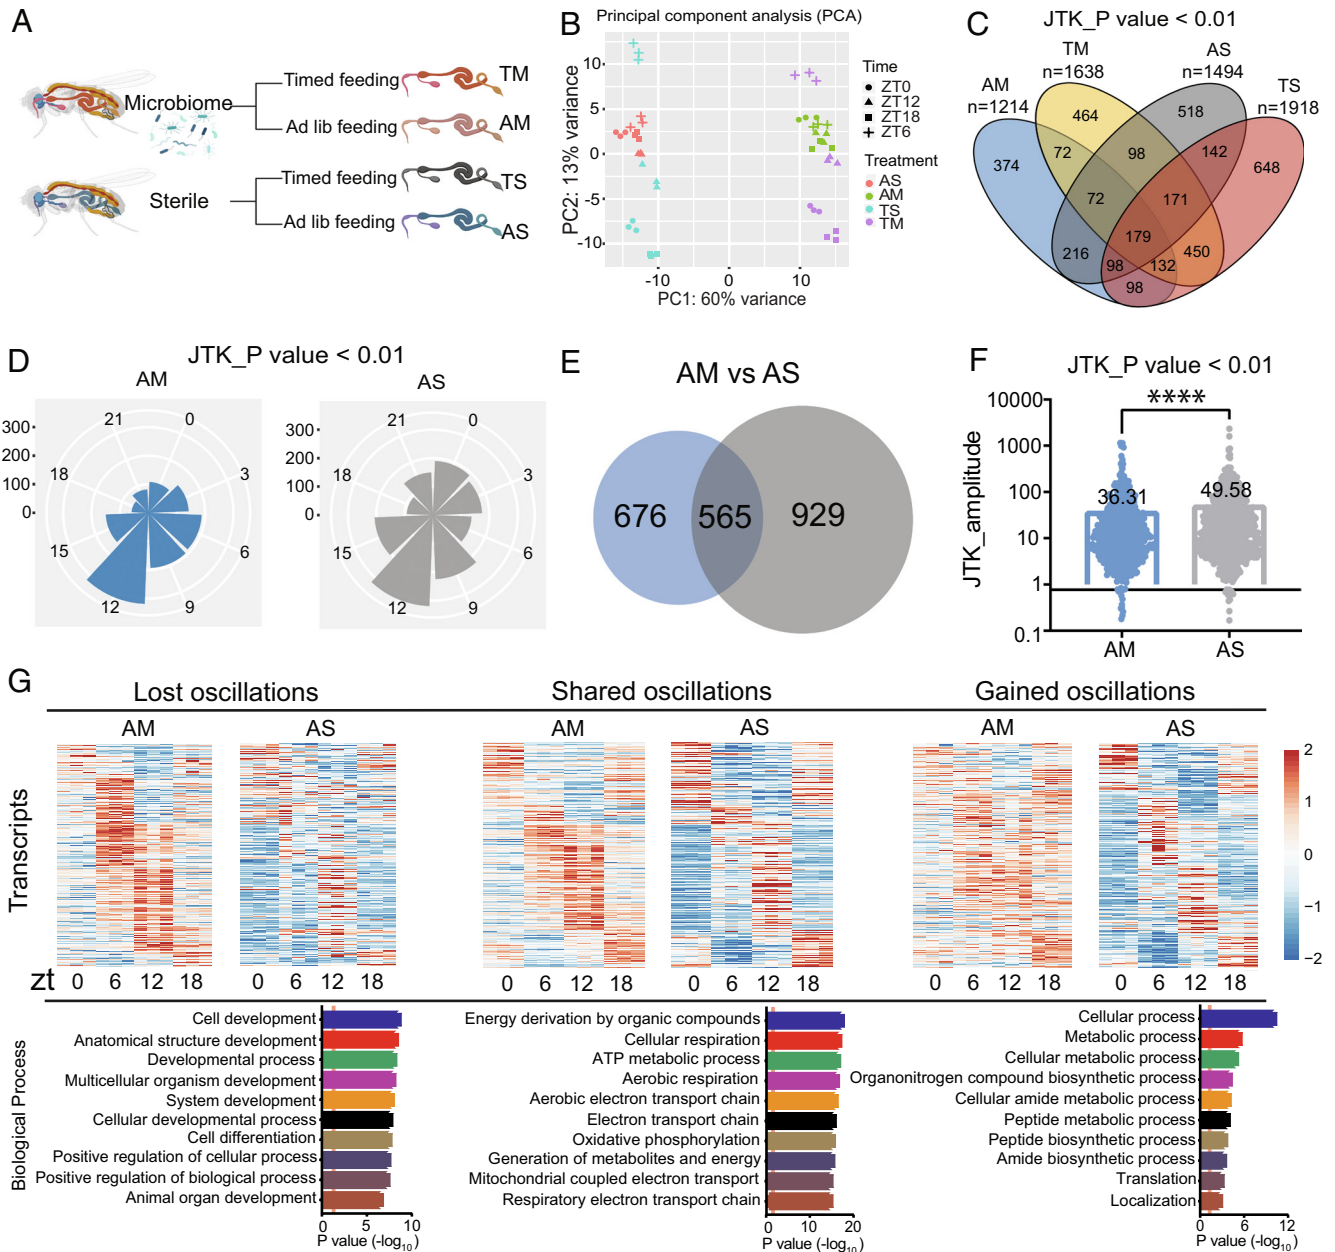 A
Microbiome
Sterile
Timed feeding
Ad lib feeding
Timed feeding
Ad lib feeding
TM
AM
TS
AS
B
Principal component analysis (PCA)
PC2: 13% variance
10
5
0
-5
-10
-10
0
10
PC1: 60% variance
Time
ZT0
ZT12
ZT18
ZT6
Treatment
AS
AM
TS
TM
C
JTK_P value < 0.01
TM
n=1638
AS
n=1494
AM
n=1214
TS
n=1918
464
518
374
72
98
142
648
72
171
179
216
98
132
450
98
D
JTK_P value < 0.01
AM
300
200
100
0
21
0
18
3
15
6
12
9
AS
300
200
100
0
21
0
18
3
15
6
12
9
E
AM vs AS
676
565
929
F
JTK_P value < 0.01
****
JTK_amplitude
10000
1000
100
10
1
0.1
36.31
49.58
AM
AS
G
Lost oscillations
Shared oscillations
Gained oscillations
AM
AS
AM
AS
AM
AS
Transcripts
2
1
0
−1
−2
zt
0 6 12 18
0 6 12 18
0 6 12 18
0 6 12 18
0 6 12 18
0 6 12 18
Biological Process
Cell development
Anatomical structure development
Developmental process
Multicellular organism development
System development
Cellular developmental process
Cell differentiation
Positive regulation of cellular process
Positive regulation of biological process
Animal organ development
0 5 10
P value (-log10)
Energy derivation by organic compounds
Cellular respiration
ATP metabolic process
Aerobic respiration
Aerobic electron transport chain
Electron transport chain
Oxidative phosphorylation
Generation of metabolites and energy
Mitochondrial coupled electron transport
Respiratory electron transport chain
0 10 20
P value (-log10)
Cellular process
Metabolic process
Cellular metabolic process
Organonitrogen compound biosynthetic process
Cellular amide metabolic process
Peptide metabolic process
Peptide biosynthetic process
Amide biosynthetic process
Translation
Localization
0 6 12
P value (-log10)